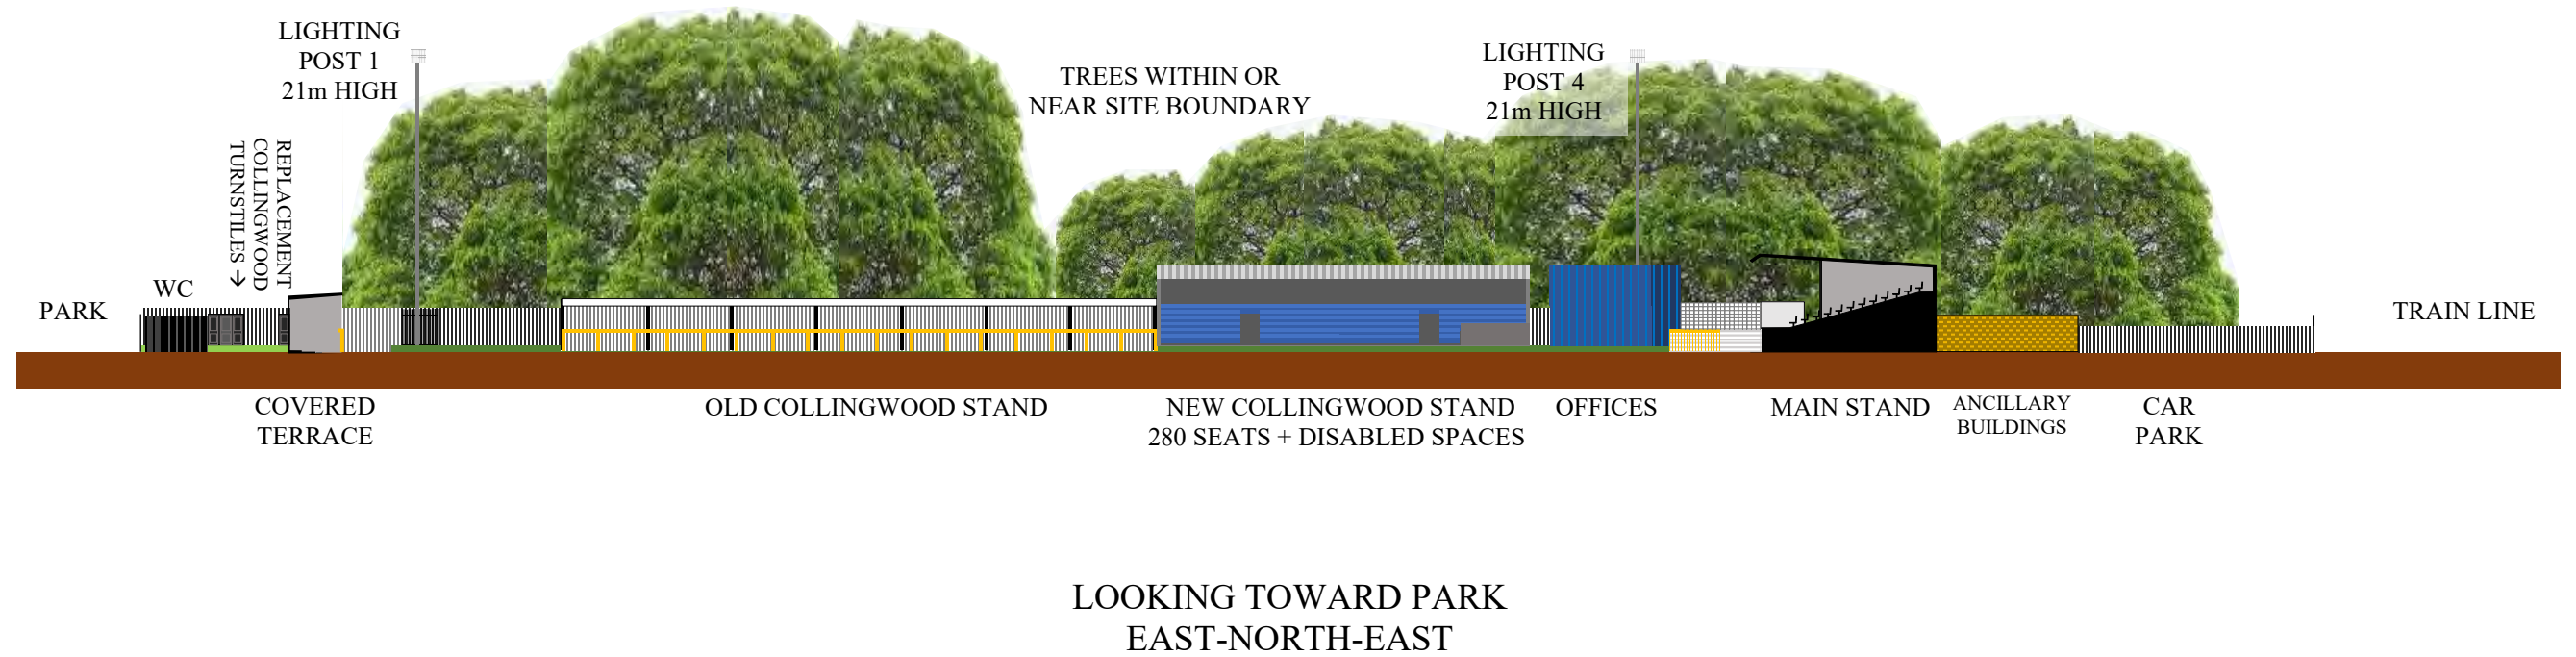 LIGHTING
POST 1
21m HIGH
LIGHTING
POST 4
21m HIGH
TREES WITHIN OR
NEAR SITE BOUNDARY
REPLACEMENT
COLLINGWOOD
TURNSTILES →
WC
PARK
TRAIN LINE
COVERED
TERRACE
OLD COLLINGWOOD STAND
NEW COLLINGWOOD STAND
280 SEATS + DISABLED SPACES
OFFICES
MAIN STAND
ANCILLARY
BUILDINGS
CAR
PARK
LOOKING TOWARD PARK
EAST-NORTH-EAST